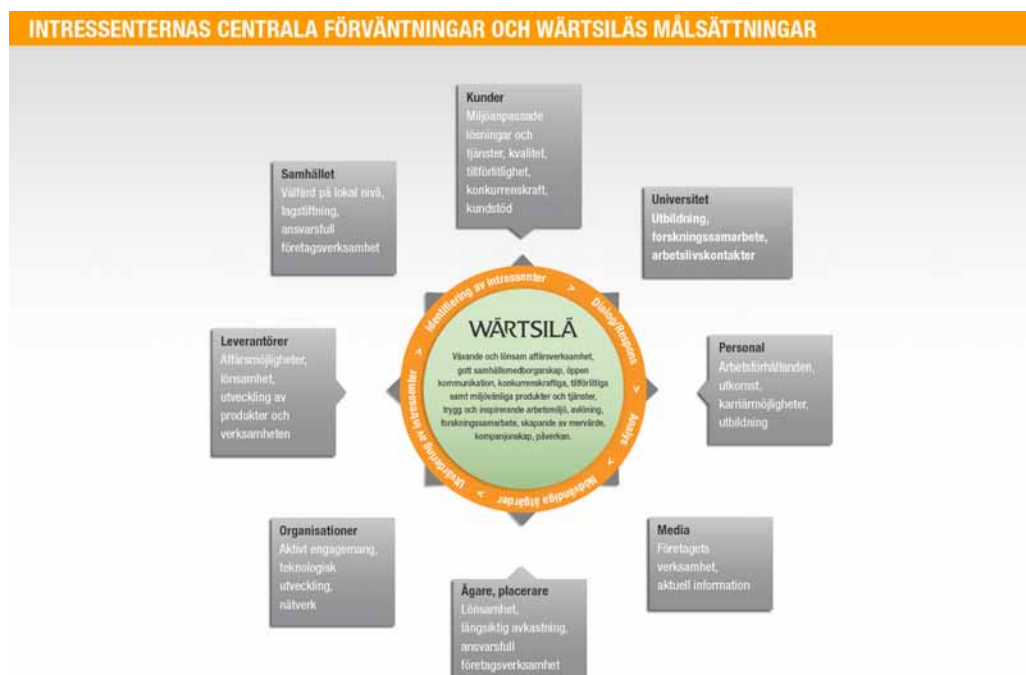 INTRESSENTERNAS CENTRALA FÖRVÄNTNINGAR OCH WÄRTSILÄS MÅLSÄTTNINGAR
Kunder
Miljöanpassade
lösningar och
tjänster, kvalitet,
tillförlitlighet,
konkurrenskraft,
kundstöd
Samhället
Välfärd på lokal nivå,
lagstiftning,
ansvarsfull
företagsverksamhet
Universitet
Utbildning,
forskningssamarbete,
arbetslivskontakter
Leverantörer
Affärsmöjligheter,
lönsamhet,
utveckling av
produkter och
verksamheten
Identifiering av intressenter > Dialog/Respons > Analys > Nödvändiga åtgärder > Utvärdering av intressenter >
WÄRTSILÄ
Växande och lönsam affärsverksamhet,
gott samhällsmedborgarskap, öppen
kommunikation, konkurrenskraftiga, tillförlitliga
samt miljövänliga produkter och tjänster,
trygg och inspirerande arbetsmiljö, avlöning,
forskningssamarbete, skapande av mervärde,
kompanjonskap, påverkan.
Personal
Arbetsförhållanden,
utkomst,
karriärmöjligheter,
utbildning
Organisationer
Aktivt engagemang,
teknologisk
utveckling,
nätverk
Media
Företagets
verksamhet,
aktuell information
Ägare, placerare
Lönsamhet,
långsiktig avkastning,
ansvarsfull
företagsverksamhet